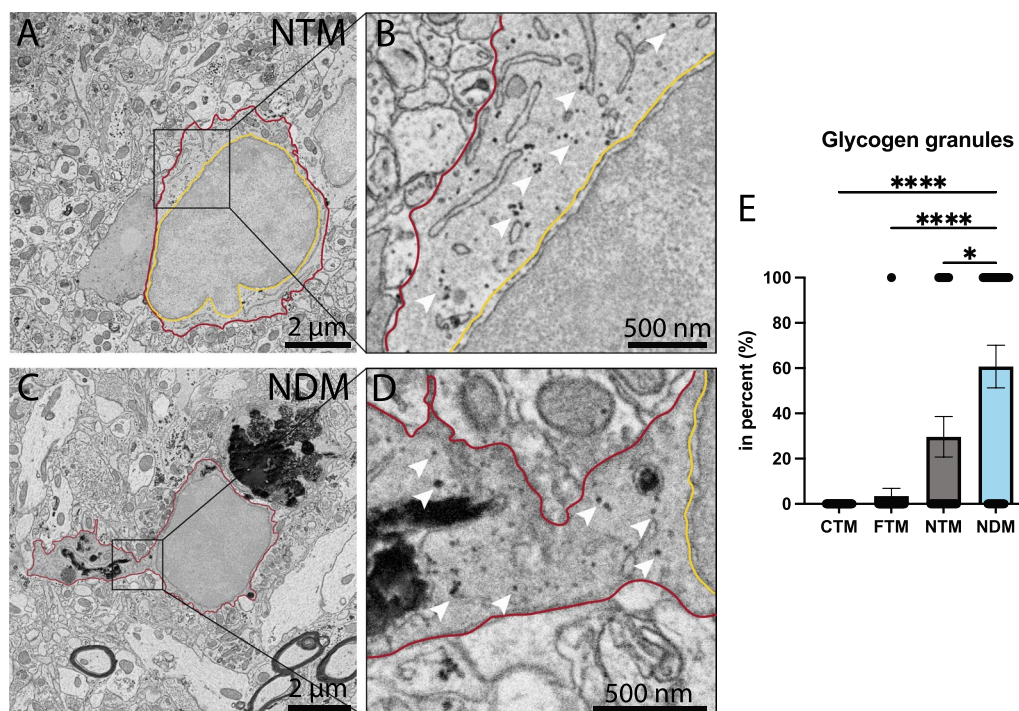 A
NTM
2 µm
B
500 nm
C
NDM
2 µm
D
500 nm
E
Glycogen granules
****
****
*
in percent (%)
100
80
60
40
20
0
CTM FTM NTM NDM